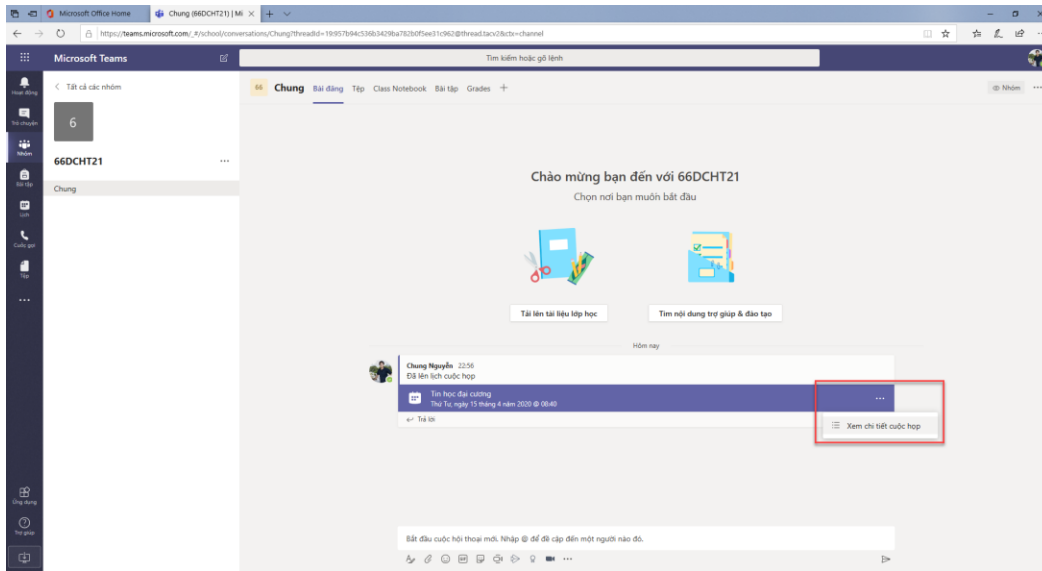 Microsoft Office Home
Chung (66DCHT21) | Mi
https://teams.microsoft.com/_#/school/conversations/Chung?threadId=19:957b94c536b3429ba782b0f5ee31c962@thread.tacv2&ctx=channel
Microsoft Teams
Tìm kiếm hoặc gõ lệnh
Hoạt động
Trò chuyện
Nhóm
Bài tập
Lịch
Cuộc gọi
Tệp
Ứng dụng
Trợ giúp
Tất cả các nhóm
6
66DCHT21
Chung
66 Chung Bài đăng Tệp Class Notebook Bài tập Grades +
Nhóm
Chào mừng bạn đến với 66DCHT21
Chọn nơi bạn muốn bắt đầu
Tải lên tài liệu lớp học
Tìm nội dung trợ giúp & đào tạo
Hôm nay
Chung Nguyễn 22:56
Đã lên lịch cuộc họp
Tin học đại cương
Thứ Tư, ngày 15 tháng 4 năm 2020 @ 08:40
Trả lời
Xem chi tiết cuộc họp
Bắt đầu cuộc hội thoại mới. Nhập @ để đề cập đến một người nào đó.
GIF